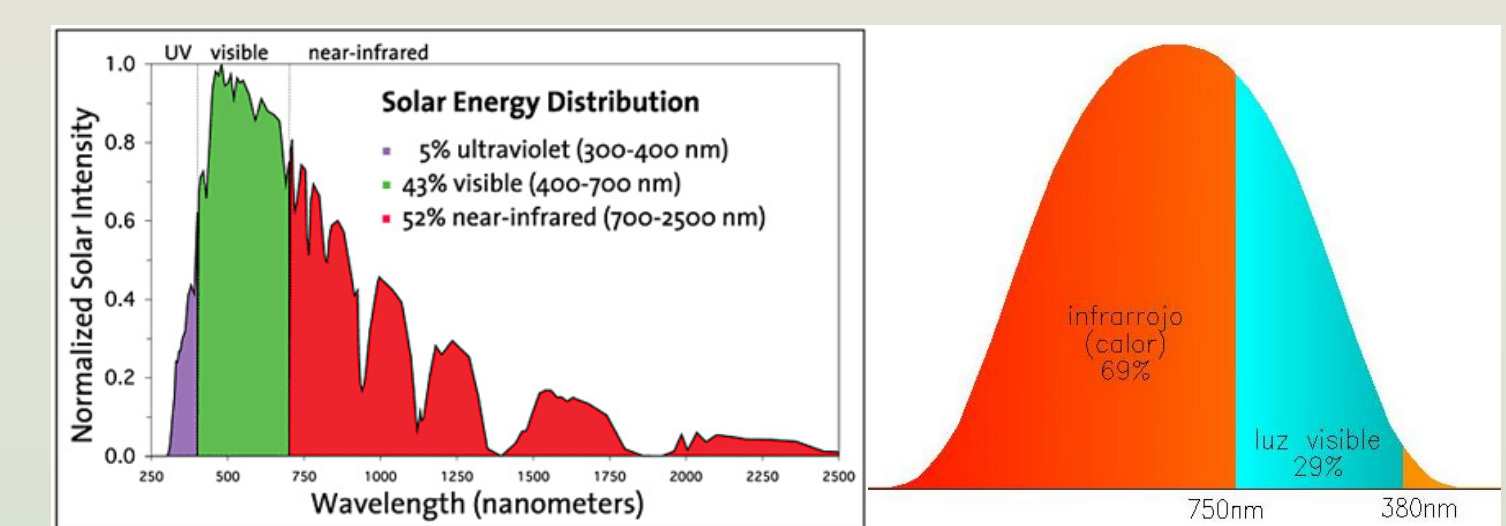 UV visible near-infrared
Solar Energy Distribution
5% ultraviolet (300-400 nm)
43% visible (400-700 nm)
52% near-infrared (700-2500 nm)
Normalized Solar Intensity
1.0
0.8
0.6
0.4
0.2
0.0
250 500 750 1000 1250 1500 1750 2000 2250 2500
Wavelength (nanometers)
infrarrojo
(calor)
69%
luz visible
29%
750nm 380nm